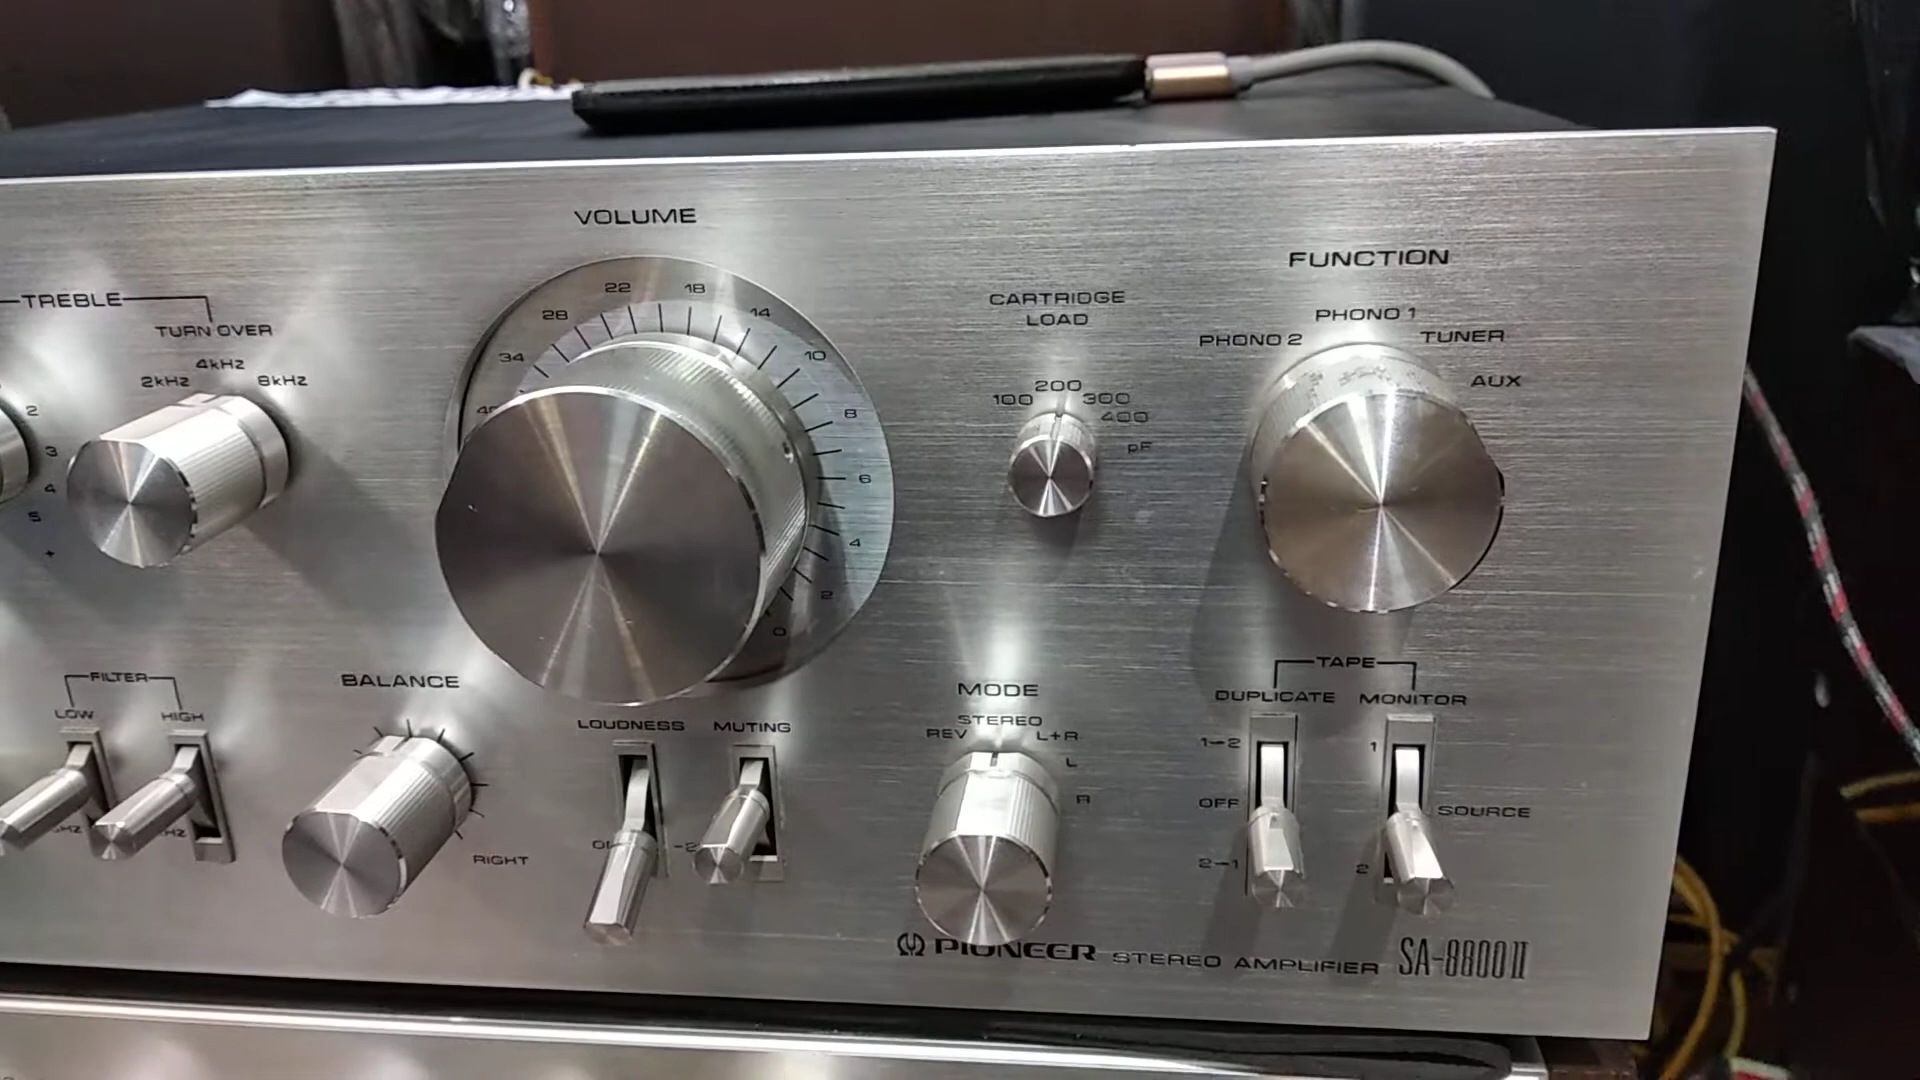 VOLUME
FUNCTION
TREBLE
TURN OVER
2kHz 4kHz 8kHz
2
3
4
5
+
34 28 22 18 14 10 8 6 4 2 0
CARTRIDGE
LOAD
100 200 300 400
pF
PHONO 2 PHONO 1 TUNER AUX
FILTER
LOW HIGH
BALANCE
RIGHT
LOUDNESS MUTING
MODE
REV STEREO L+R
L
R
TAPE
DUPLICATE MONITOR
1-2
OFF
2-1
1
SOURCE
2
PIONEER STEREO AMPLIFIER SA-8800II